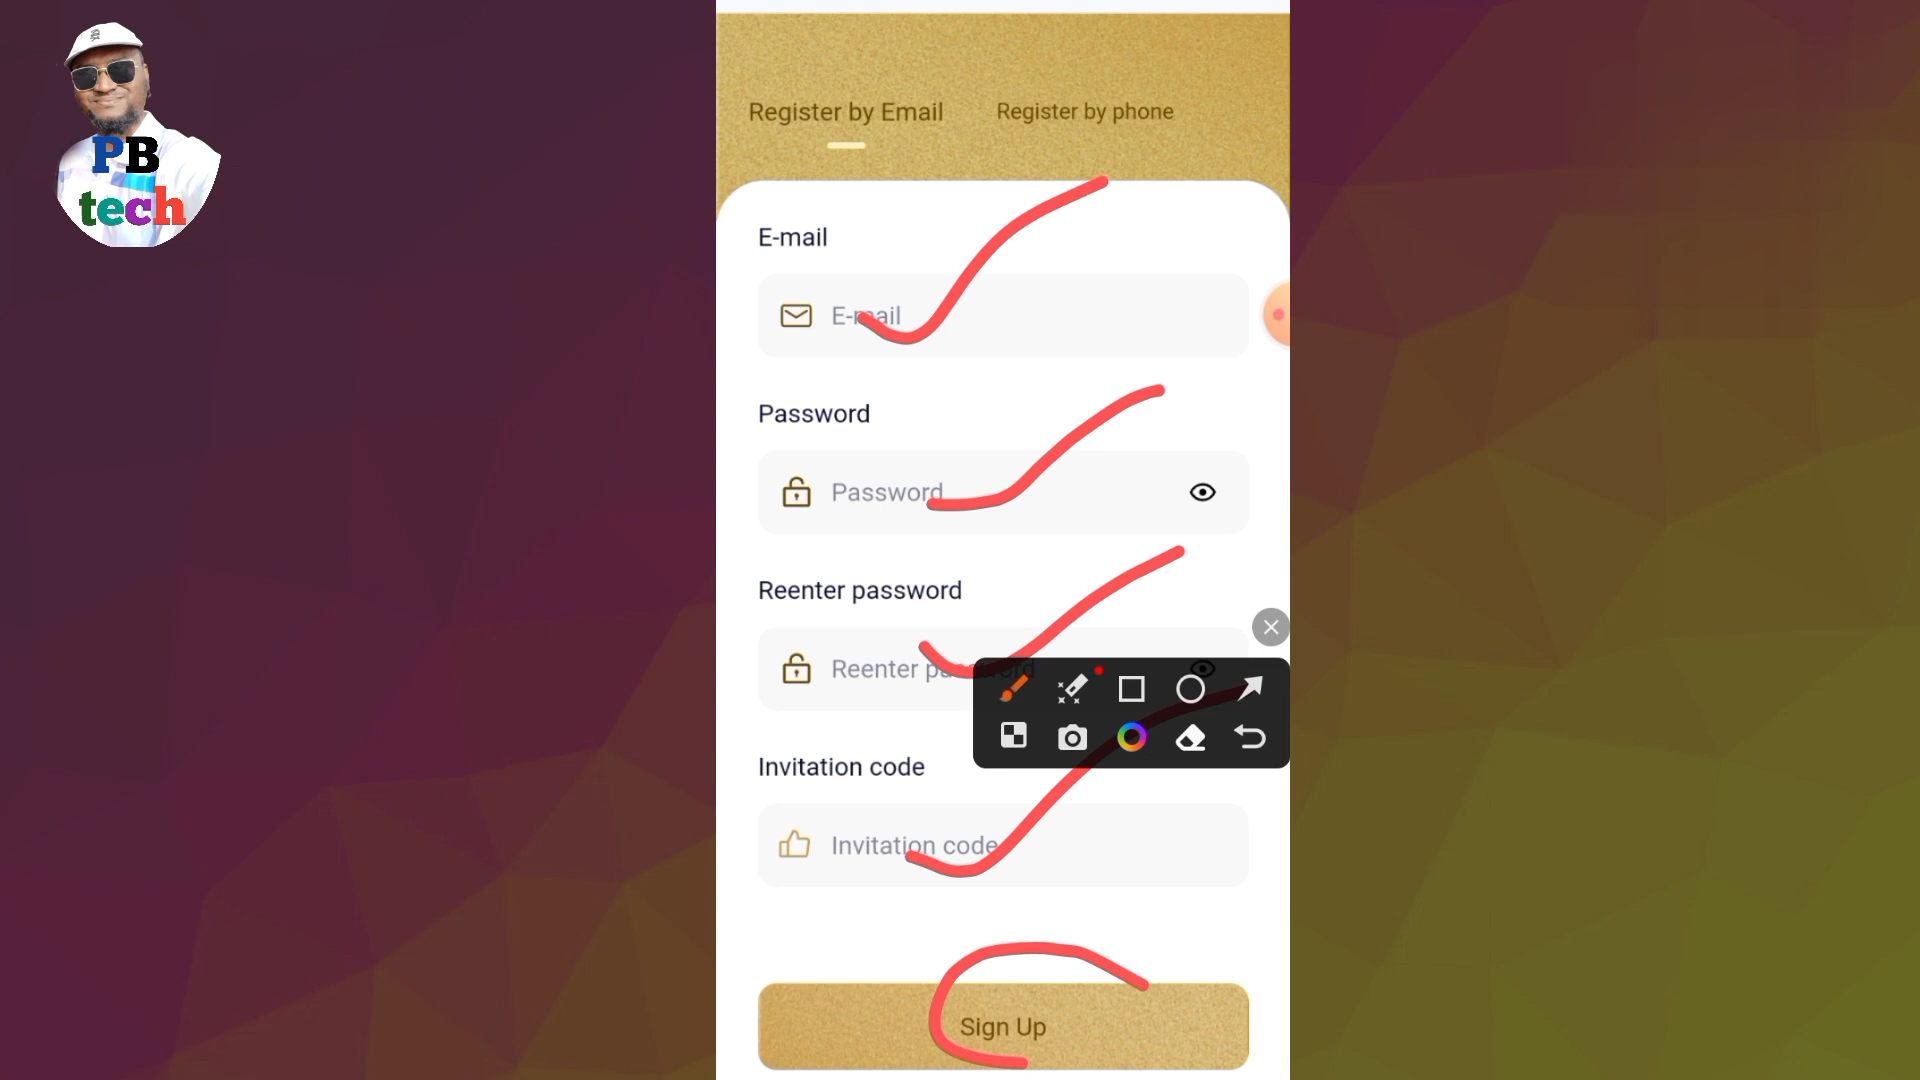 PB
tech
Register by Email
Register by phone
E-mail
E-mail
Password
Password
Reenter password
Reenter password
Invitation code
Invitation code
Sign Up